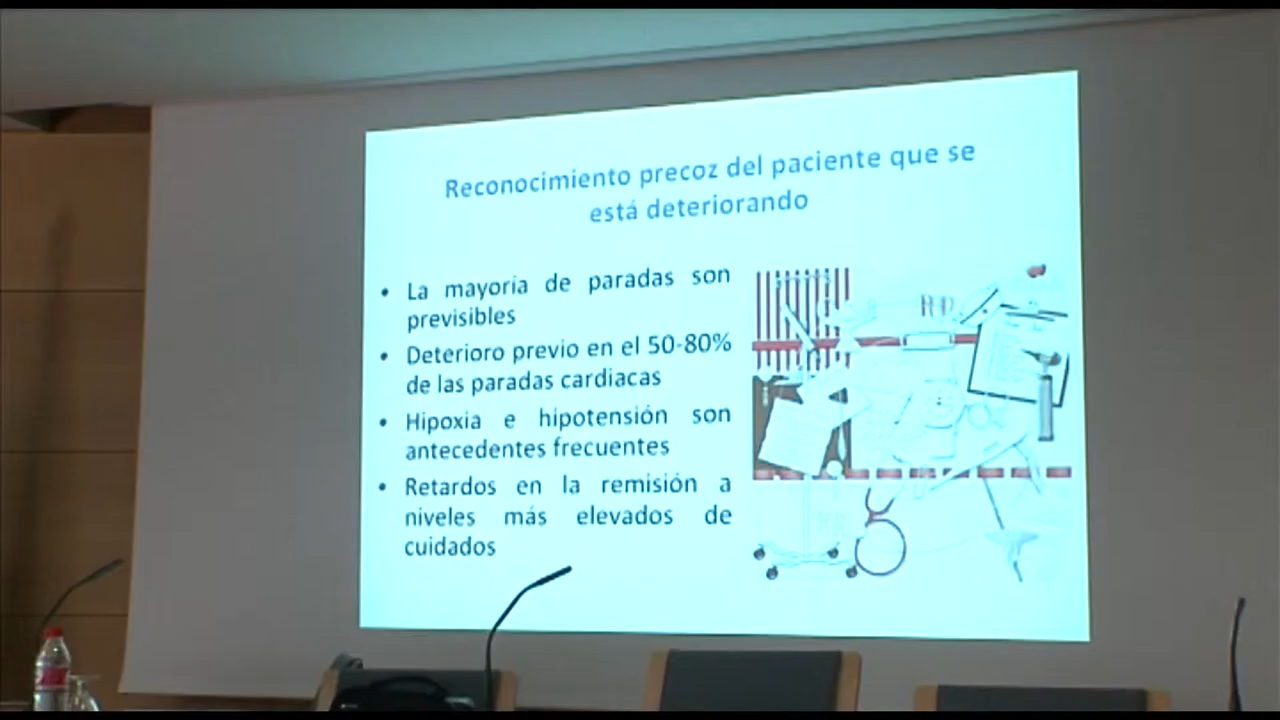 Reconocimiento precoz del paciente que se
está deteriorando
• La mayoría de paradas son
previsibles
• Deterioro previo en el 50-80%
de las paradas cardiacas
• Hipoxia e hipotensión son
antecedentes frecuentes
• Retardos en la remisión a
niveles más elevados de
cuidados